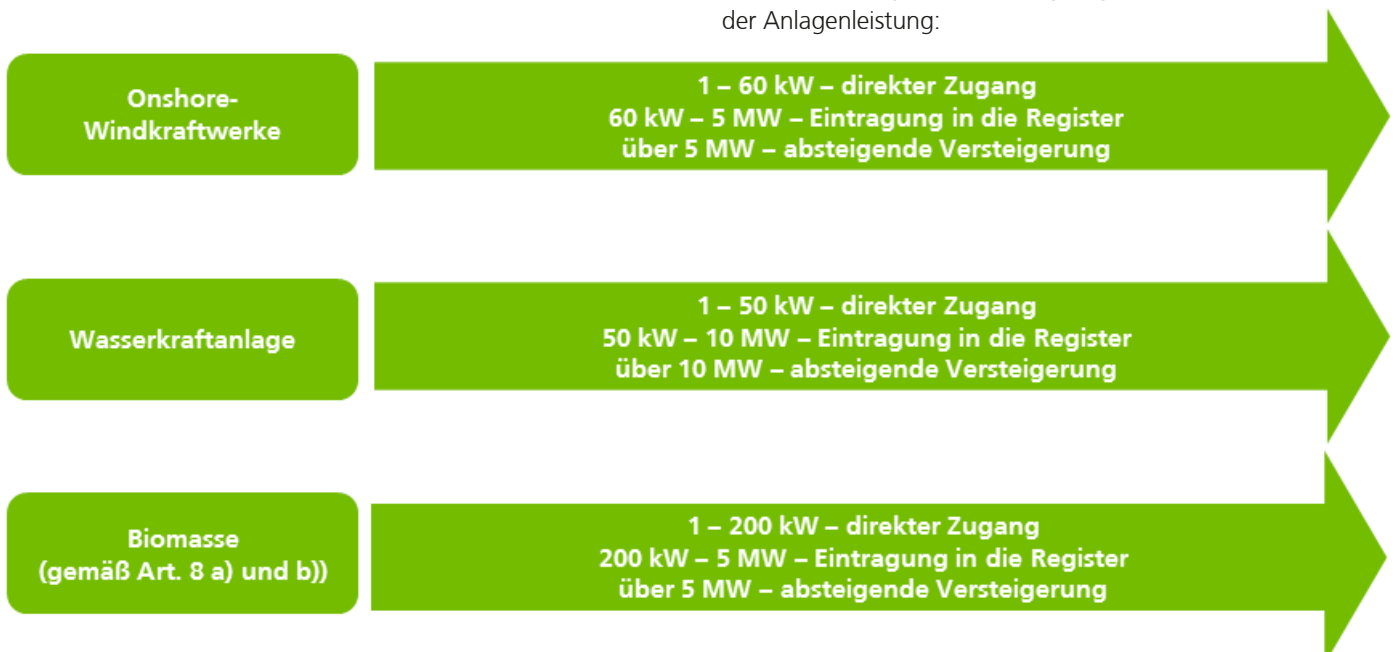 der Anlagenleistung:
Onshore-
Windkraftwerke
1 – 60 kW – direkter Zugang
60 kW – 5 MW – Eintragung in die Register
über 5 MW – absteigende Versteigerung
Wasserkraftanlage
1 – 50 kW – direkter Zugang
50 kW – 10 MW – Eintragung in die Register
über 10 MW – absteigende Versteigerung
Biomasse
(gemäß Art. 8 a) und b))
1 – 200 kW – direkter Zugang
200 kW – 5 MW – Eintragung in die Register
über 5 MW – absteigende Versteigerung